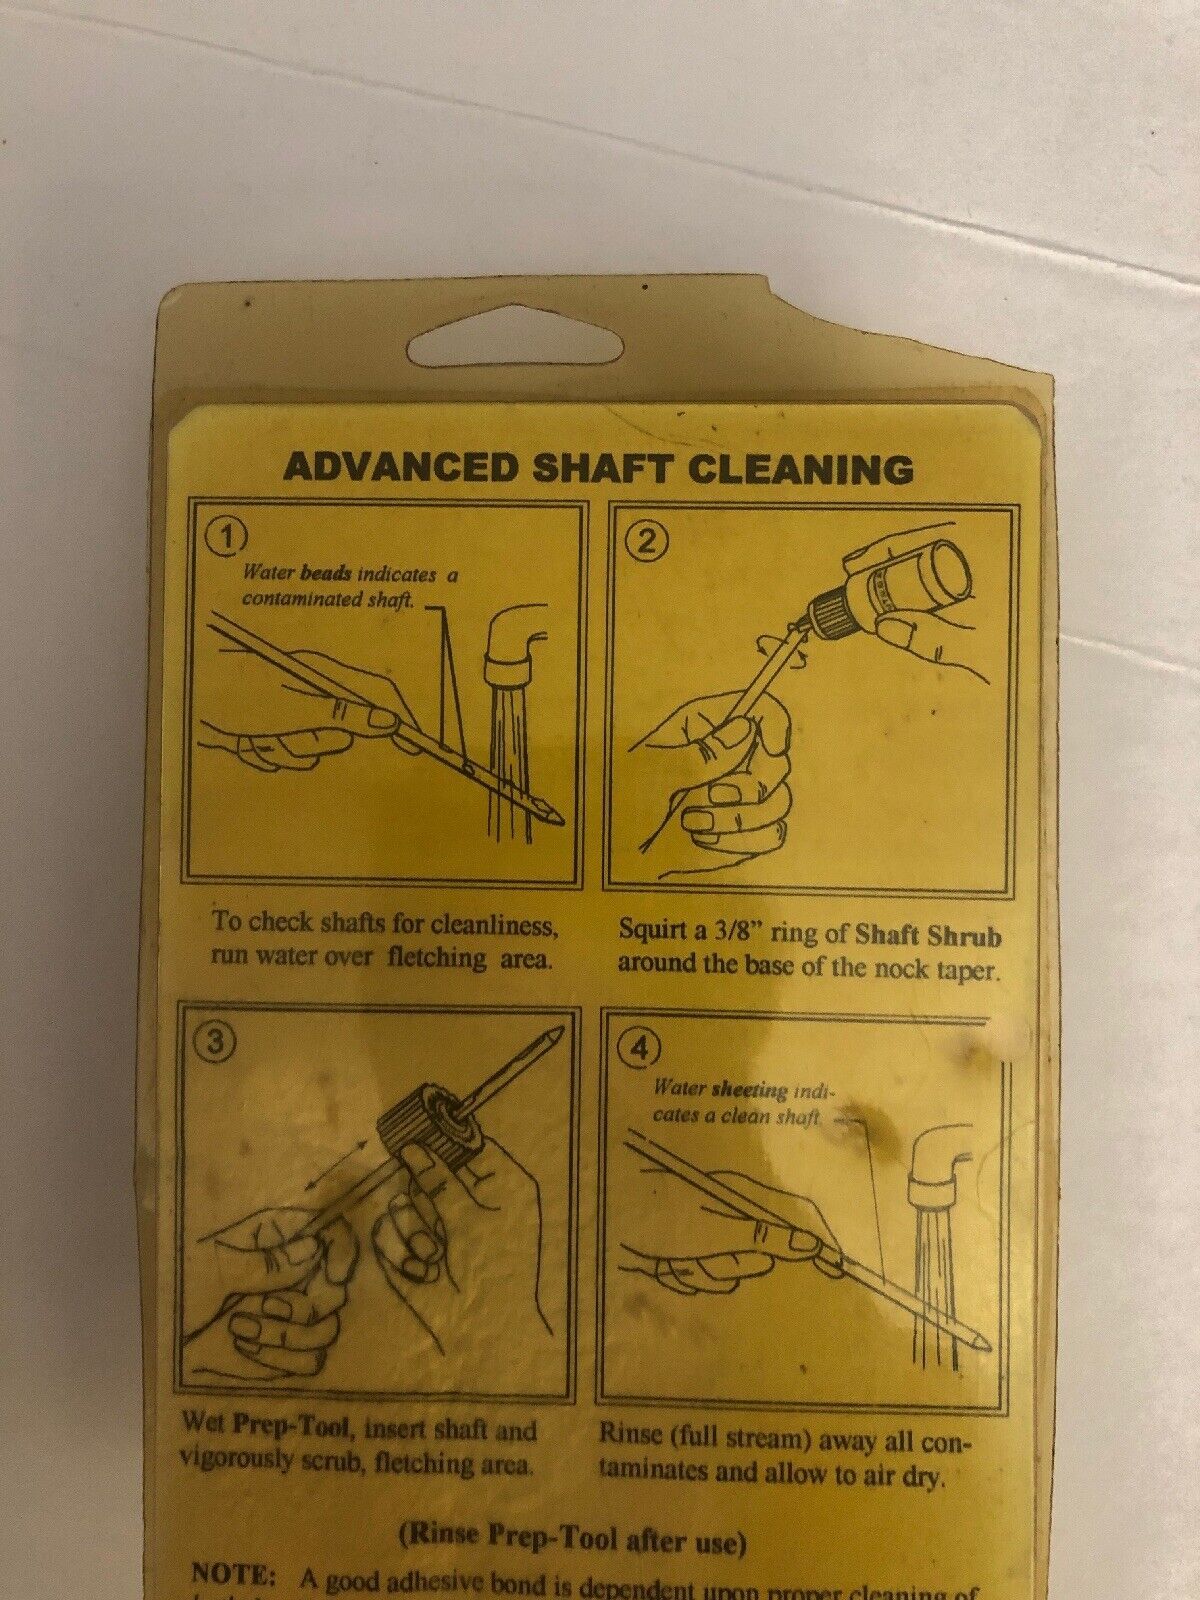 ADVANCED SHAFT CLEANING
1
Water beads indicates a
contaminated shaft.
To check shafts for cleanliness,
run water over fletching area.
2
Squirt a 3/8” ring of Shaft Shrub
around the base of the nock taper.
3
Wet Prep-Tool, insert shaft and
vigorously scrub, fletching area.
4
Water sheeting indi-
cates a clean shaft
Rinse (full stream) away all con-
taminates and allow to air dry.
(Rinse Prep-Tool after use)
NOTE: A good adhesive bond is dependent upon proper cleaning of